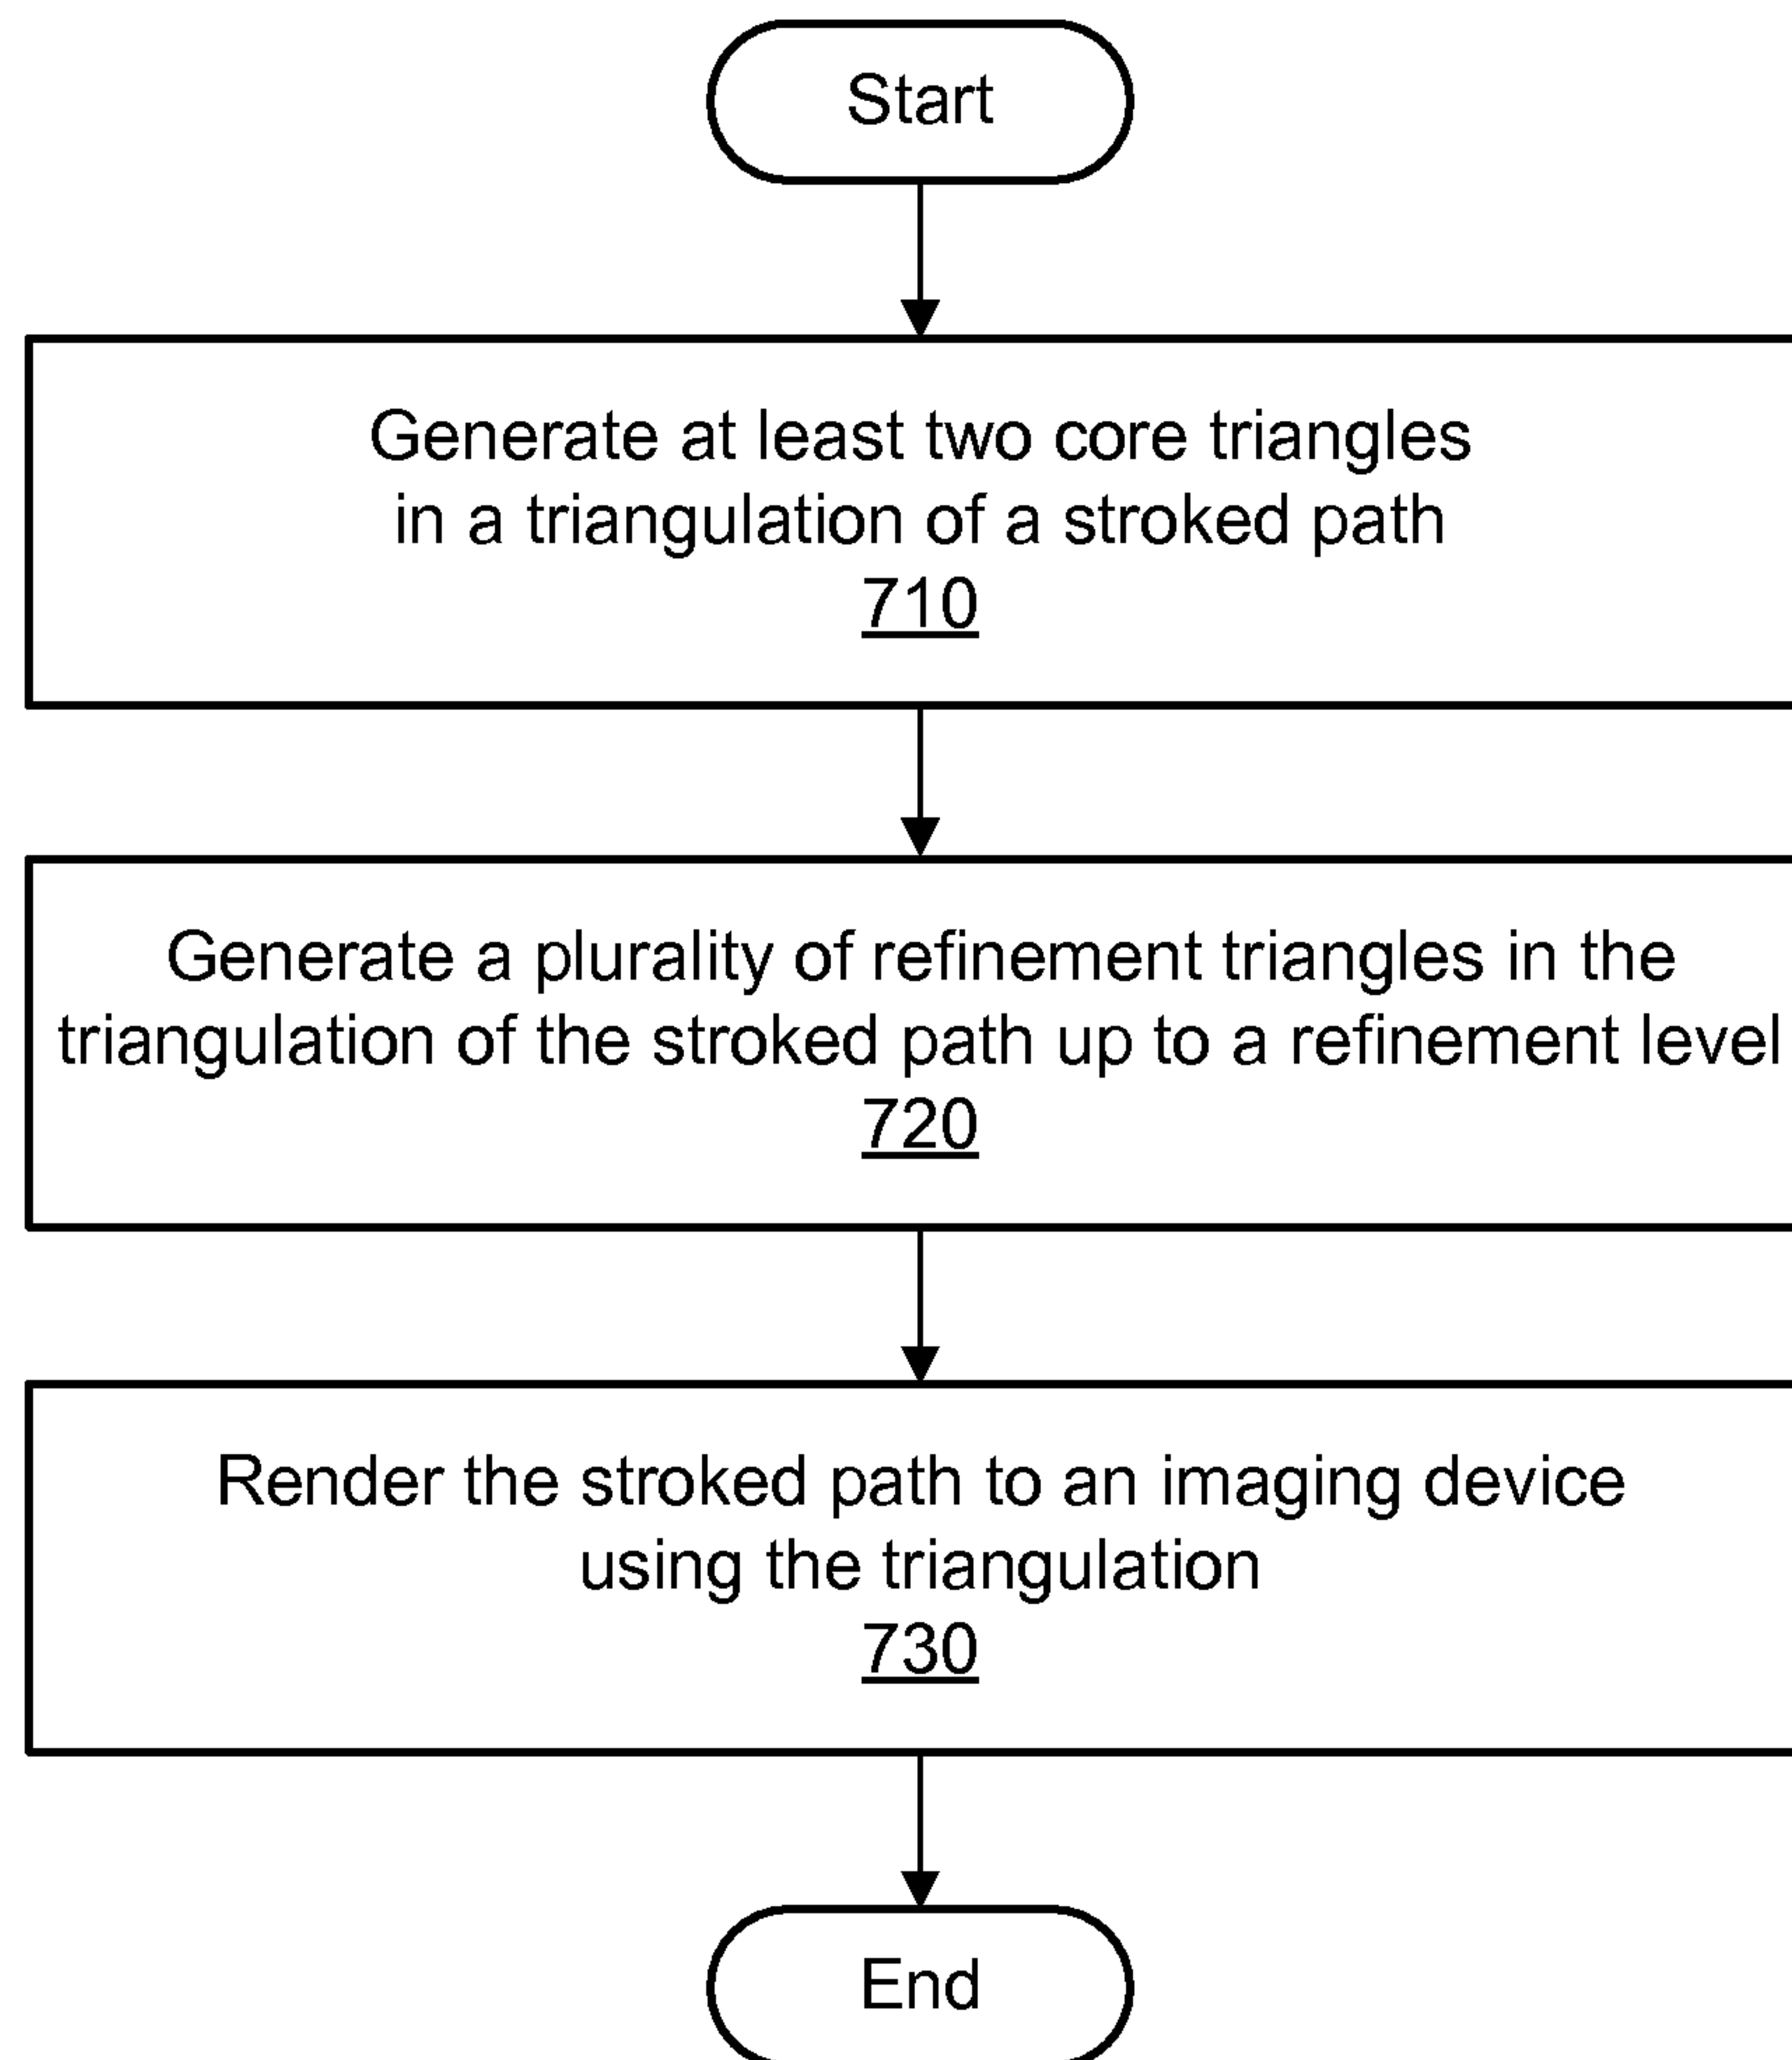 Start
Generate at least two core triangles
in a triangulation of a stroked path
710
Generate a plurality of refinement triangles in the
triangulation of the stroked path up to a refinement level
720
Render the stroked path to an imaging device
using the triangulation
730
End